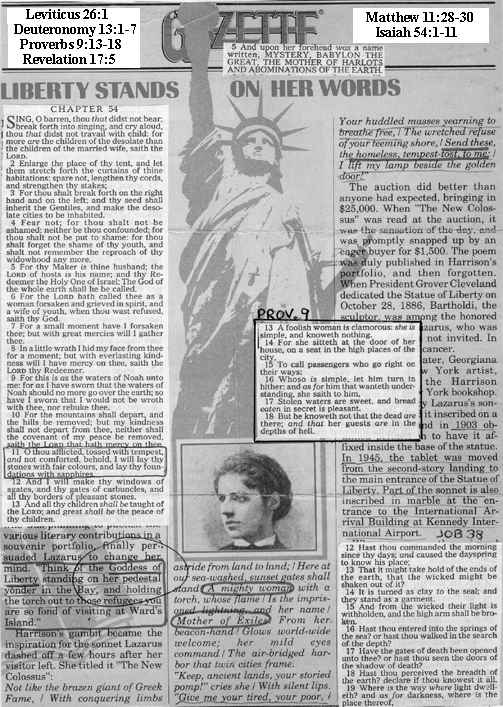 Leviticus 26:1
Deuteronomy 13:1-7
Proverbs 9:13-18
Revelation 17:5
Matthew 11:28-30
Isaiah 54:1-11
GAZETTE
5 And upon her forehead was a name
written, MYSTERY, BABYLON THE
GREAT, THE MOTHER OF HARLOTS
AND ABOMINATIONS OF THE EARTH.
LIBERTY STANDS ON HER WORDS
CHAPTER 54
SING, O barren, thou that didst not bear;
break forth into singing, and cry aloud,
thou that didst not travail with child: for
more are the children of the desolate than
the children of the married wife, saith the
LORD.
2 Enlarge the place of thy tent, and let
them stretch forth the curtains of thine
habitations: spare not, lengthen thy cords,
and strengthen thy stakes;
3 For thou shalt break forth on the right
hand and on the left; and thy seed shall
inherit the Gentiles, and make the deso-
late cities to be inhabited.
4 Fear not; for thou shalt not be
ashamed: neither be thou confounded; for
thou shalt not be put to shame: for thou
shalt forget the shame of thy youth, and
shalt not remember the reproach of thy
widowhood any more.
5 For thy Maker is thine husband; the
LORD of hosts is his name; and thy Re-
deemer the Holy One of Israel; The God of
the whole earth shall he be called.
6 For the LORD hath called thee as a
woman forsaken and grieved in spirit, and
a wife of youth, when thou wast refused,
saith thy God.
7 For a small moment have I forsaken
thee; but with great mercies will I gather
thee.
8 In a little wrath I hid my face from thee
for a moment; but with everlasting kind-
ness will I have mercy on thee, saith the
LORD thy Redeemer.
9 For this is as the waters of Noah unto
me: for as I have sworn that the waters of
Noah should no more go over the earth; so
have I sworn that I would not be wroth
with thee, nor rebuke thee.
10 For the mountains shall depart, and
the hills be removed; but my kindness
shall not depart from thee, neither shall
the covenant of my peace be removed,
saith the LORD that hath mercy on thee.
11 O thou afflicted, tossed with tempest,
and not comforted, behold, I will lay thy
stones with fair colours, and lay thy foun-
dations with sapphires.
12 And I will make thy windows of
agates, and thy gates of carbuncles, and
all thy borders of pleasant stones.
13 And all thy children shall be taught of
the LORD; and great shall be the peace of
thy children.
various literary contributions in a
souvenir portfolio, finally per-
suaded Lazarus to change her
mind. Think of the Goddess of
Liberty standing on her pedestal
yonder in the Bay, and holding
the torch out to those refugees you
are so fond of visiting at Ward's
Island."
Harrison's gambit became the
inspiration for the sonnet Lazarus
dashed off a few hours after her
visitor left. She titled it "The New
Colossus":
Not like the brazen giant of Greek
Fame, / With conquering limbs
astride from land to land; / Here at
our sea-washed, sunset gates shall
stand / A mighty woman with a
torch, whose flame / Is the impris-
oned lightning, and her name /
Mother of Exiles. From her
beacon-hand / Glows world-wide
welcome; her mild eyes
command / The air-bridged har-
bor that twin cities frame.
"Keep, ancient lands, your storied
pomp!" cries she / With silent lips.
"Give me your tired, your poor, /
Your huddled masses yearning to
breathe free, / The wretched refuse
of your teeming shore, / Send these,
the homeless, tempest-tost, to me; /
I lift my lamp beside the golden
door!"
The auction did better than
anyone had expected, bringing in
$25,000. When "The New Colos-
sus" was read at the auction, it
was the sensation of the day, and
was promptly snapped up by an
eager buyer for $1,500. The poem
was duly published in Harrison's
portfolio, and then forgotten.
When President Grover Cleveland
dedicated the Statue of Liberty on
October 28, 1886, Bartholdi, the
sculptor, was among the honored
zarus, who was
not invited. In
cancer.
ater, Georgiana
York artist,
the Harrison
York bookshop.
Lazarus's son-
t inscribed on a
nd in 1903 ob-
n to have it af-
fixed inside the base of the statue.
In 1945, the tablet was moved
from the second-story landing to
the main entrance of the Statue of
Liberty. Part of the sonnet is also
inscribed in marble at the en-
trance to the International Ar-
rival Building at Kennedy Inter-
national Airport.
PROV. 9
13 A foolish woman is clamorous: she is
simple, and knoweth nothing.
14 For she sitteth at the door of her
house, on a seat in the high places of the
city,
15 To call passengers who go right on
their ways:
16 Whoso is simple, let him turn in
hither: and as for him that wanteth under-
standing, she saith to him,
17 Stolen waters are sweet, and bread
eaten in secret is pleasant.
18 But he knoweth not that the dead are
there; and that her guests are in the
depths of hell.
JOB 38
12 Hast thou commanded the morning
since thy days; and caused the dayspring
to know his place;
13 That it might take hold of the ends of
the earth, that the wicked might be
shaken out of it?
14 It is turned as clay to the seal; and
they stand as a garment.
15 And from the wicked their light is
withholden, and the high arm shall be bro-
ken.
16 Hast thou entered into the springs of
the sea? or hast thou walked in the search
of the depth?
17 Have the gates of death been opened
unto thee? or hast thou seen the doors of
the shadow of death?
18 Hast thou perceived the breadth of
the earth? declare if thou knowest it all.
19 Where is the way where light dwell-
eth? and as for darkness, where is the
place thereof,